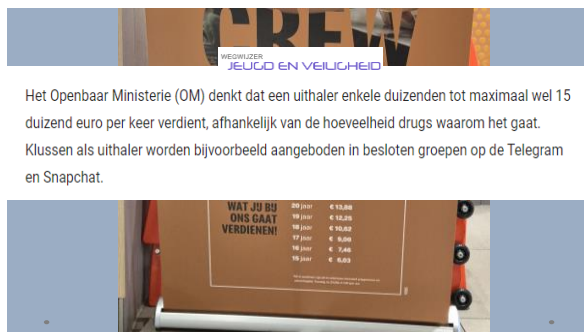 CREW
WEGWIJZER
JEUGD EN VEILIGHEID
Het Openbaar Ministerie (OM) denkt dat een uithaler enkele duizenden tot maximaal wel 15
duizend euro per keer verdient, afhankelijk van de hoeveelheid drugs waarom het gaat.
Klussen als uithaler worden bijvoorbeeld aangeboden in besloten groepen op de Telegram
en Snapchat.
WAT JIJ BIJ
ONS GAAT
VERDIENEN!
20 jaar € 13,68
19 jaar € 12,25
18 jaar € 10,62
17 jaar
16 jaar € 7,46
15 jaar € 6,03